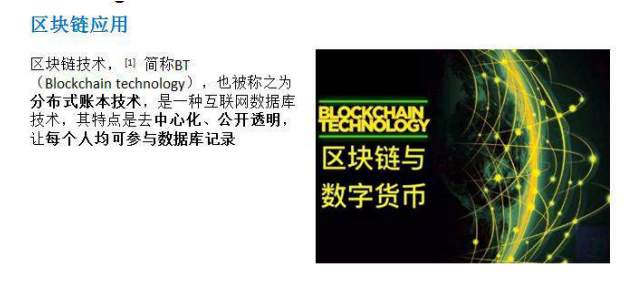 区块链应用
区块链技术， [1] 简称BT
（Blockchain technology），也被称之为
分布式账本技术，是一种互联网数据库
技术，其特点是去中心化、公开透明，
让每个人均可参与数据库记录
BLOCKCHAIN
TECHNOLOGY
区块链与
数字货币